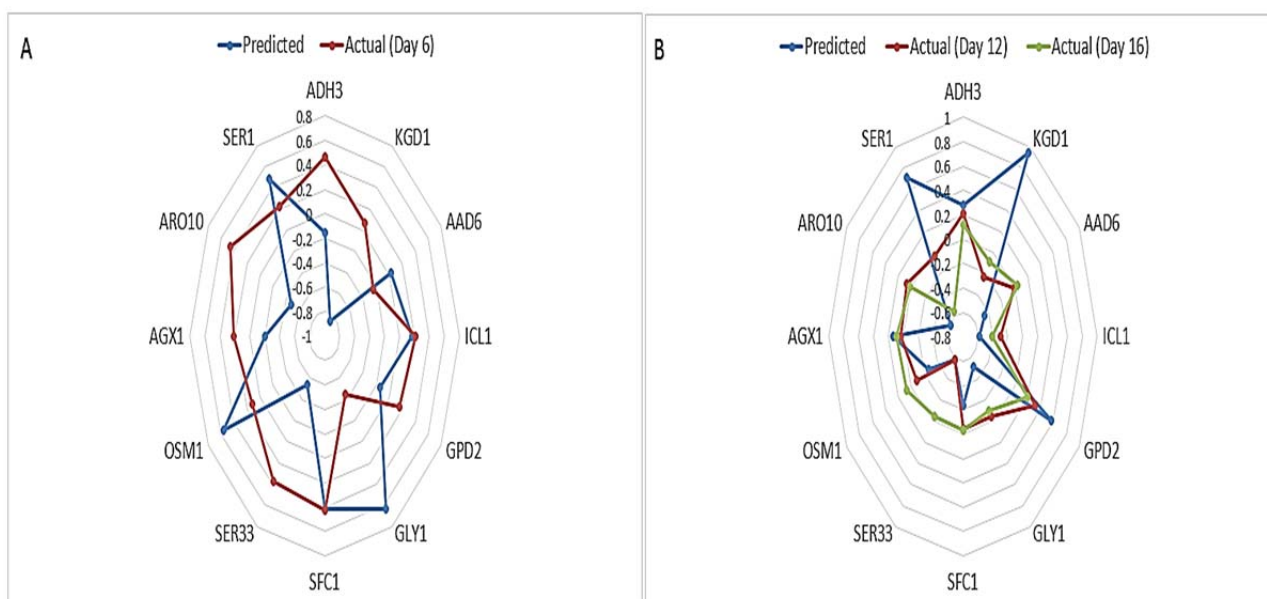 A
Predicted Actual (Day 6)
ADH3
0.8
0.6
0.4
0.2
0
-0.2
-0.4
-0.6
-0.8
-1
KGD1
AAD6
ICL1
GPD2
GLY1
SFC1
SER33
OSM1
AGX1
ARO10
SER1
B
Predicted Actual (Day 12) Actual (Day 16)
ADH3
1
0.8
0.6
0.4
0.2
0
-0.2
-0.4
-0.6
-0.8
KGD1
AAD6
ICL1
GPD2
GLY1
SFC1
SER33
OSM1
AGX1
ARO10
SER1